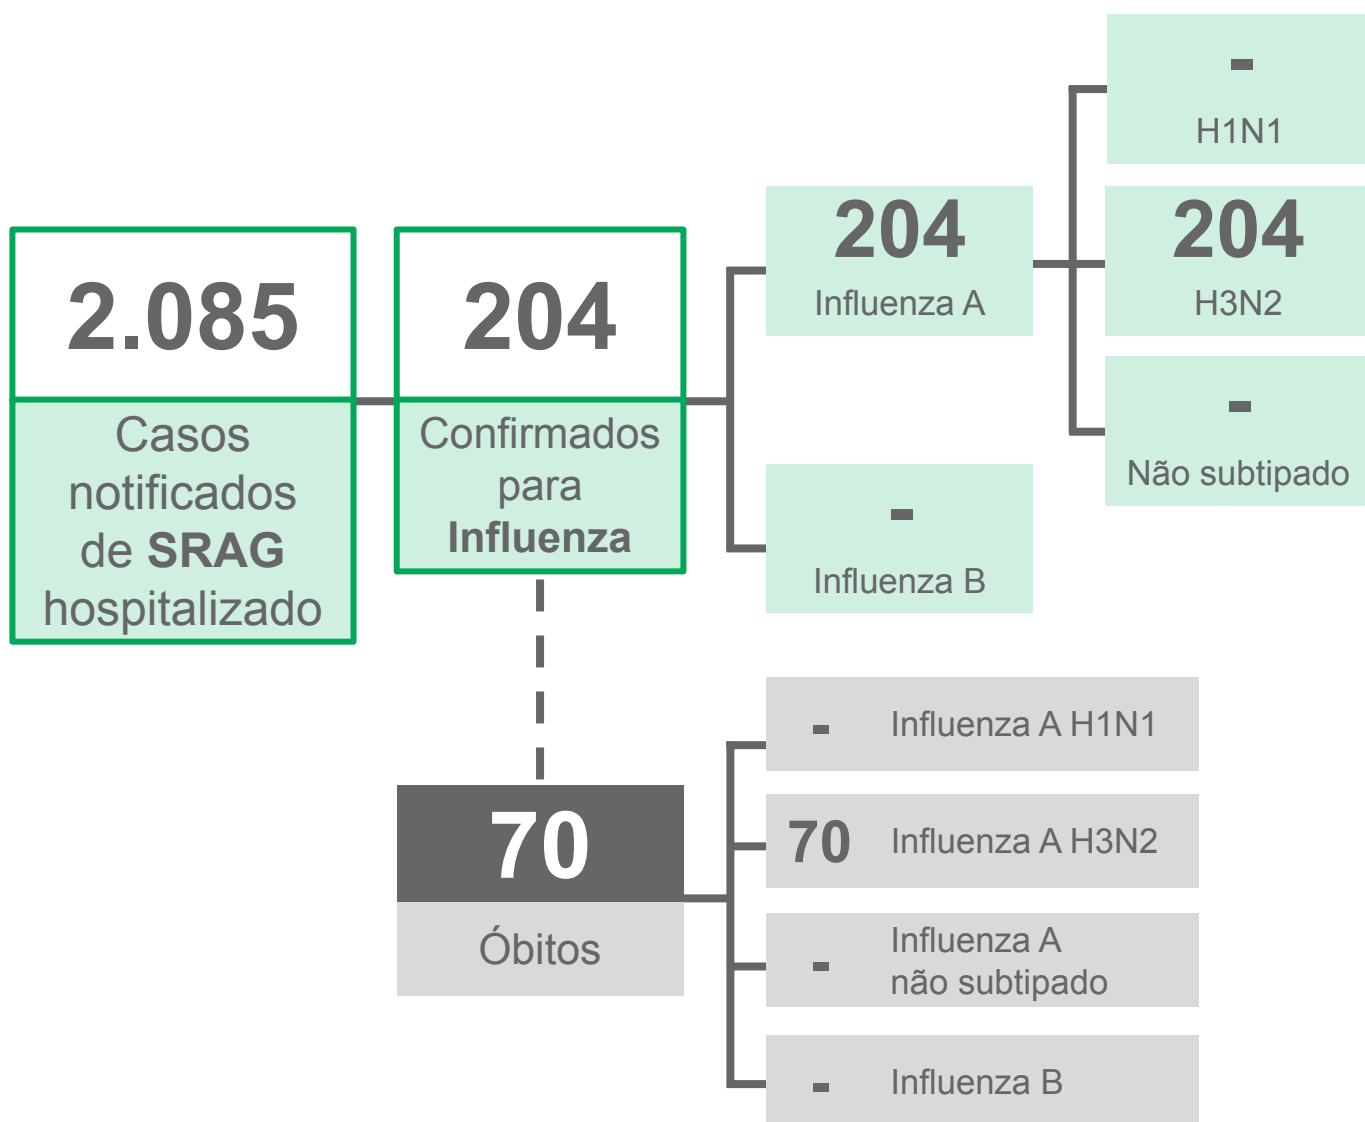 2.085
Casos
notificados
de SRAG
hospitalizado
204
Confirmados
para
Influenza
204
Influenza A
-
Influenza B
-
H1N1
204
H3N2
-
Não subtipado
70
Óbitos
- Influenza A H1N1
70 Influenza A H3N2
- Influenza A
não subtipado
- Influenza B